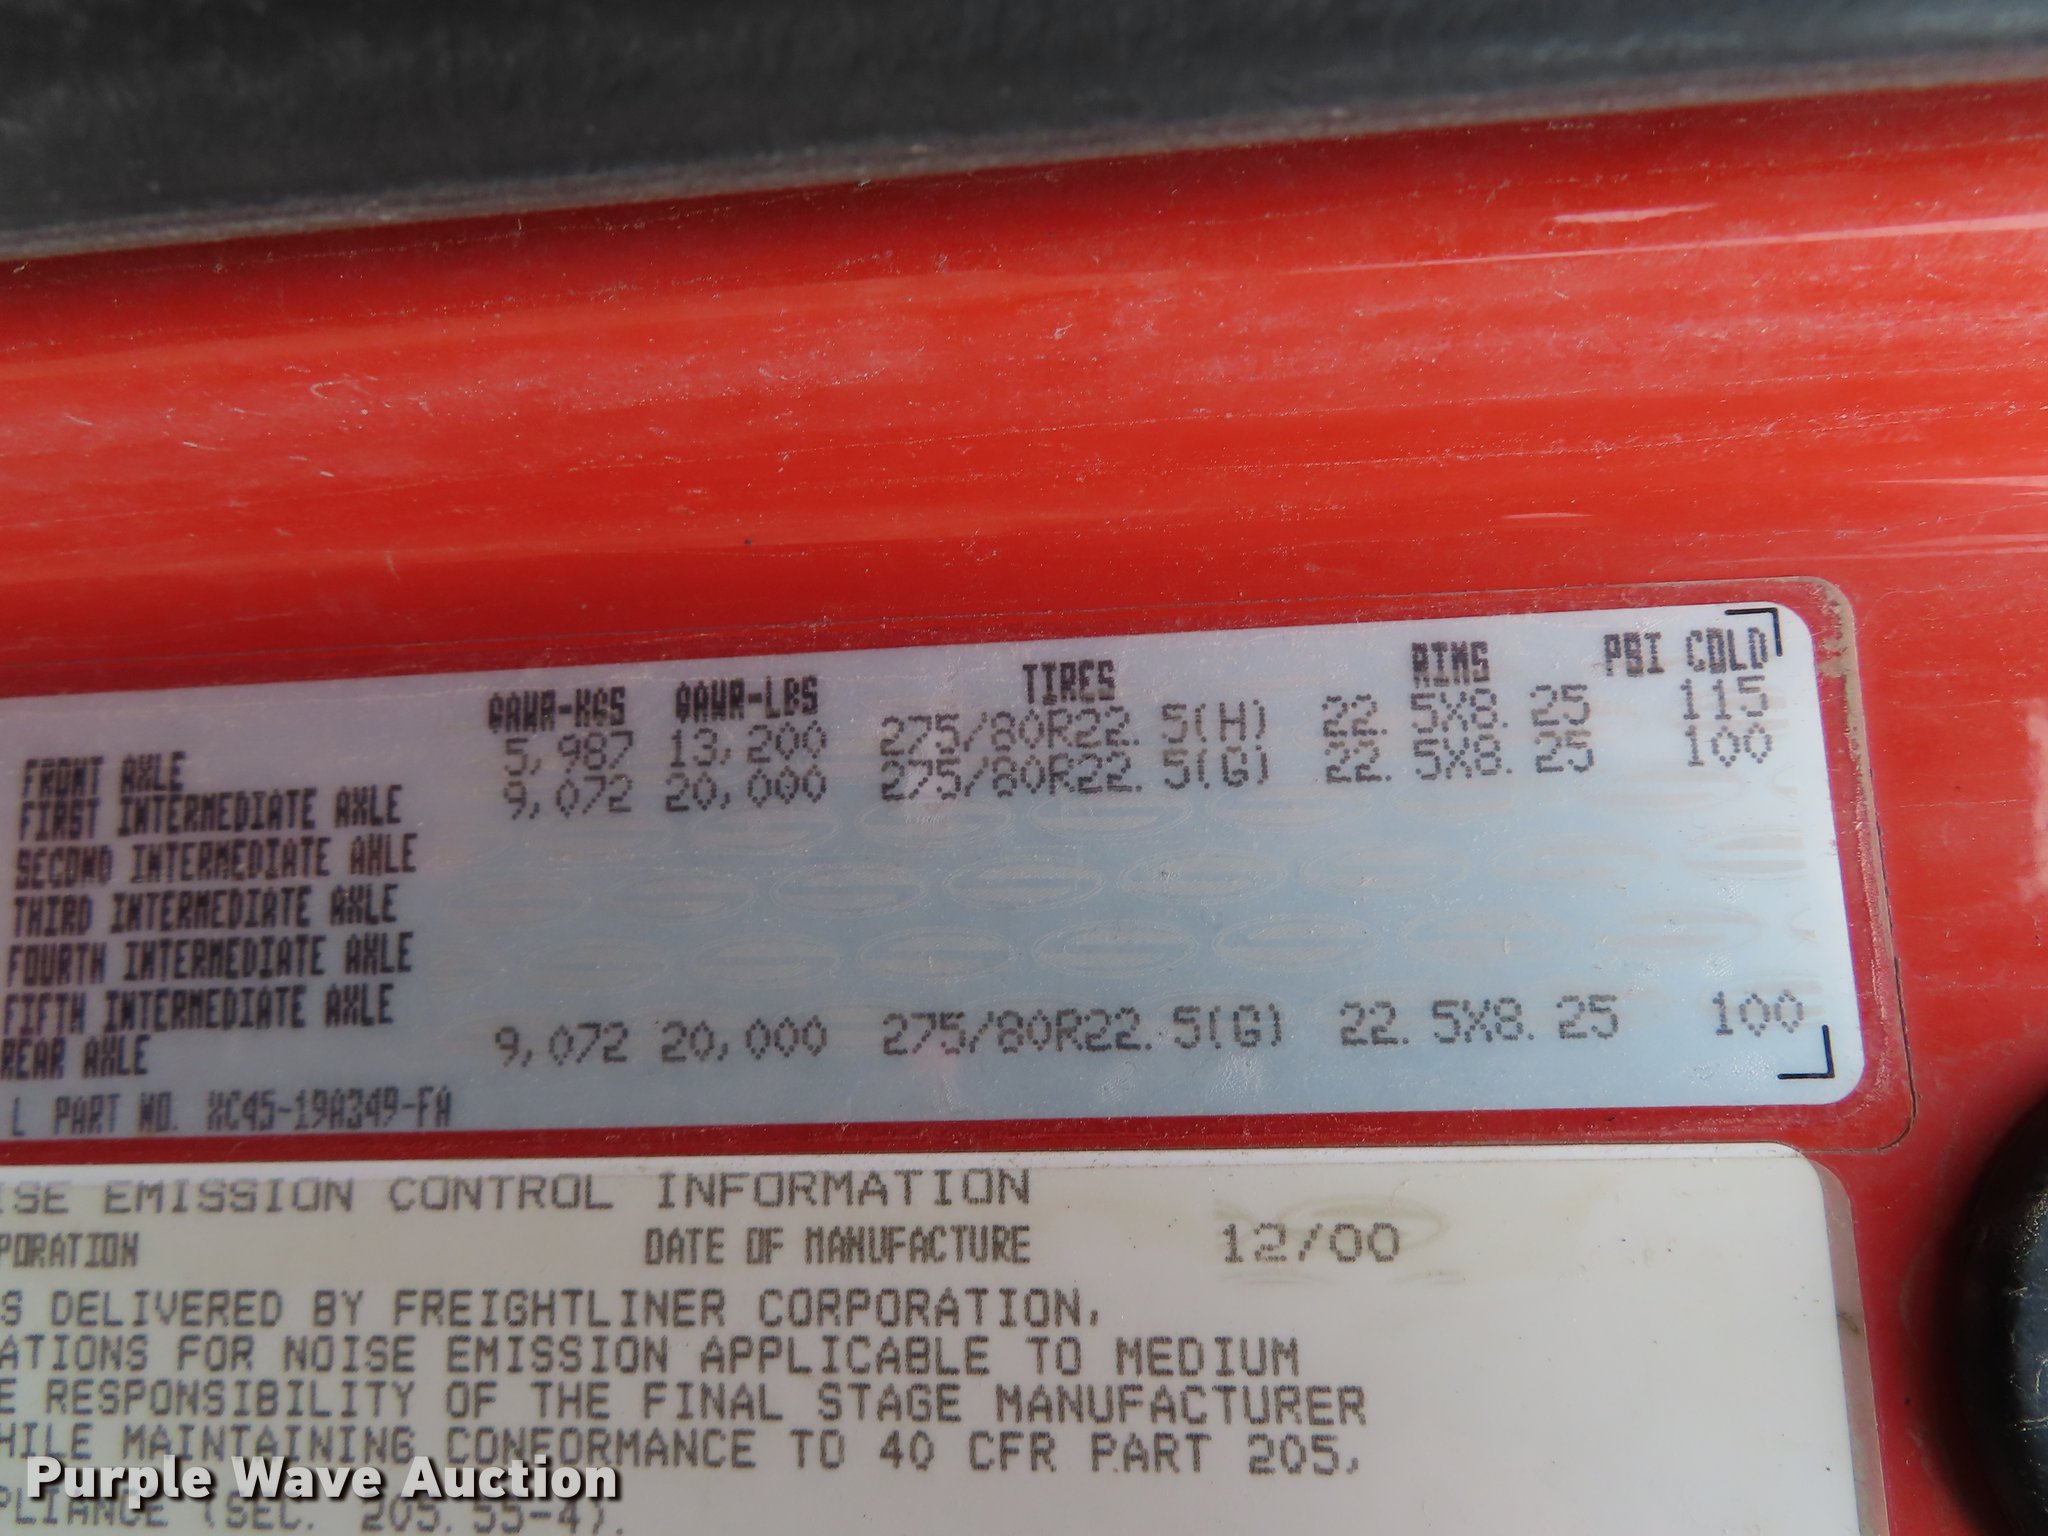 GAWR-KGS GAWR-LBS TIRES RIMS PSI COLD
FRONT AXLE 5,987 13,200 275/80R22.5(H) 22.5X8.25 115
FIRST INTERMEDIATE AXLE 9,072 20,000 275/80R22.5(G) 22.5X8.25 100
SECOND INTERMEDIATE AXLE
THIRD INTERMEDIATE AXLE
FOURTH INTERMEDIATE AXLE
FIFTH INTERMEDIATE AXLE
REAR AXLE 9,072 20,000 275/80R22.5(G) 22.5X8.25 100
L PART NO. XC45-19A349-FA
ISE EMISSION CONTROL INFORMATION
PORATION DATE OF MANUFACTURE 12/00
S DELIVERED BY FREIGHTLINER CORPORATION,
ATIONS FOR NOISE EMISSION APPLICABLE TO MEDIUM
E RESPONSIBILITY OF THE FINAL STAGE MANUFACTURER
HILE MAINTAINING CONFORMANCE TO 40 CFR PART 205,
Purple Wave Auction
PLIANCE (SEC. 205.55-4).